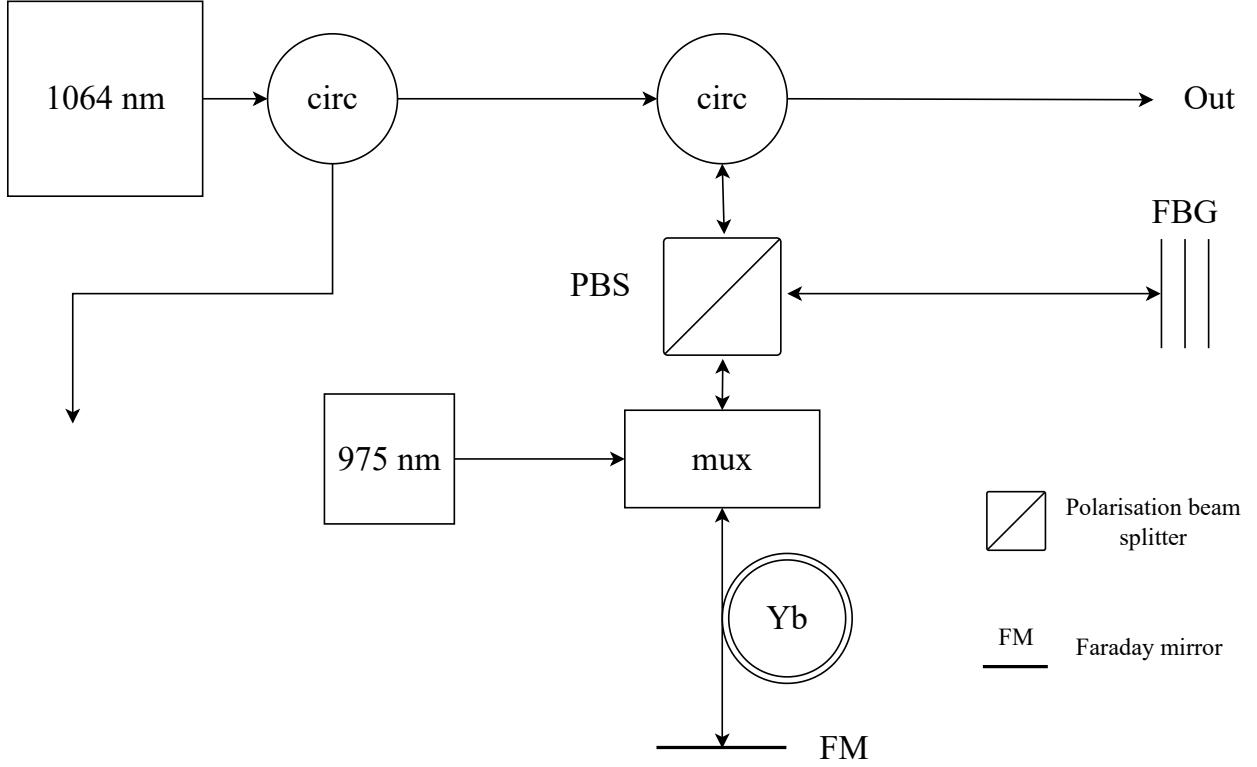 1064 nm
circ
circ
Out
FBG
PBS
975 nm
mux
Polarisation beam
splitter
Yb
FM
Faraday mirror
FM